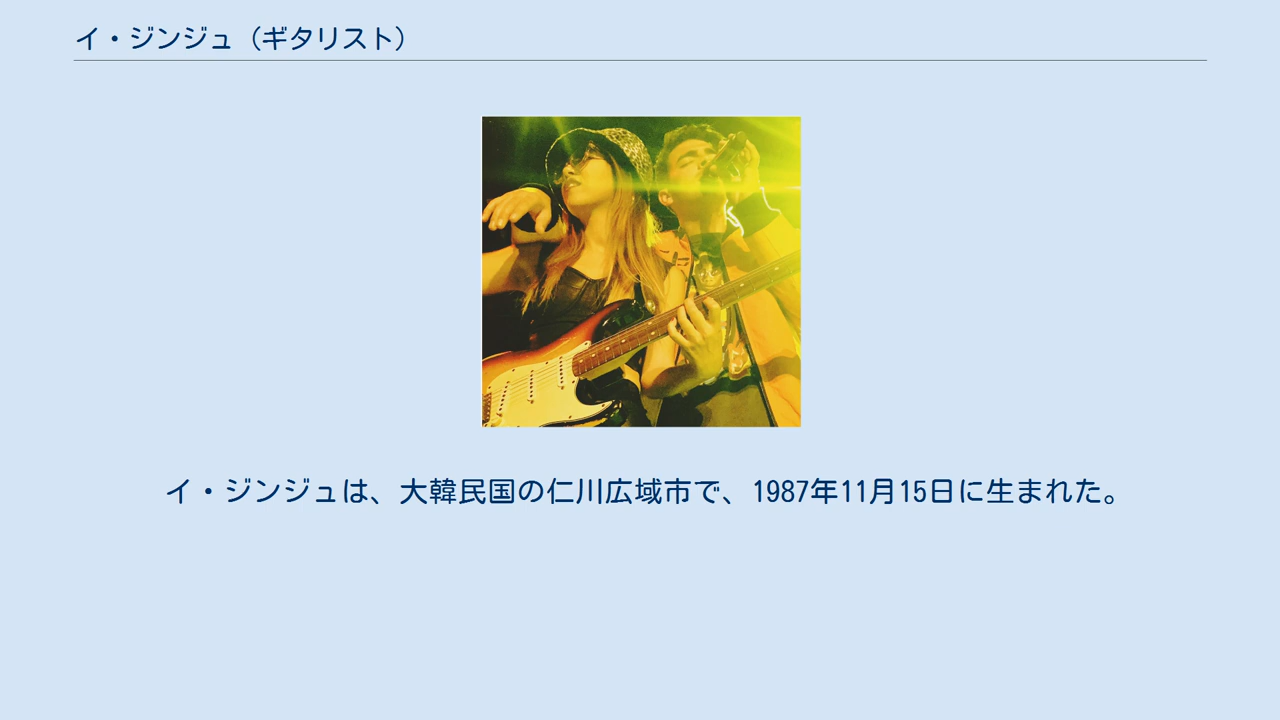 イ・ジンジュ（ギタリスト）
イ・ジンジュは、大韓民国の仁川広域市で、1987年11月15日に生まれた。